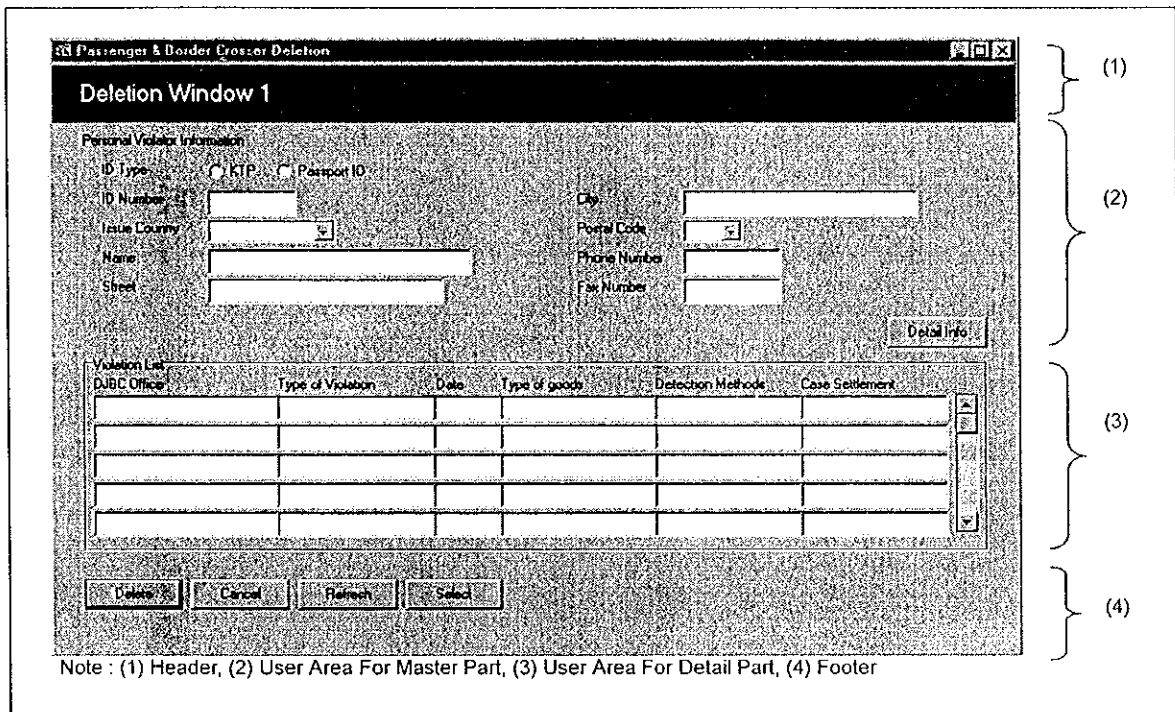 Passenger & Border Crosser Deletion
(1)
Deletion Window 1
Personal Violator Information
ID Type KTP Passport ID
ID Number City
(2)
Issue Country Postal Code
Name Phone Number
Street Fax Number
Detail Info
Violation List
DJBC Office Type of Violation Date Type of goods Detection Methods Case Settlement
(3)
Delete Cancel Refresh Select
(4)
Note : (1) Header, (2) User Area For Master Part, (3) User Area For Detail Part, (4) Footer